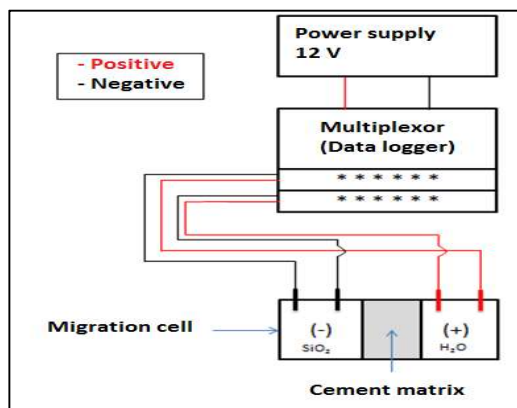 Power supply
12 V
- Positive
- Negative
Multiplexor
(Data logger)
* * * * * *
* * * * * *
Migration cell
(-)
SiO₂
(+)
H₂O
Cement matrix